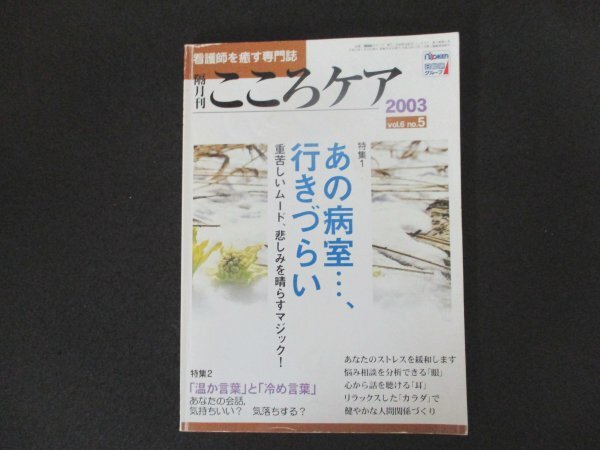 看護師を癒す専門誌
隔月刊
こころケア
2003
vol.6 no.5
特集1
あの病室…、
行きづらい
重苦しいムード、悲しみを晴らすマジック！
特集2
「温か言葉」と「冷め言葉」
あなたの会話、
気持ちいい？ 気落ちする？
あなたのストレスを緩和します
悩み相談を分析できる「眼」
心から話を聴ける「耳」
リラックスした「カラダ」で
健やかな人間関係づくり
グループ